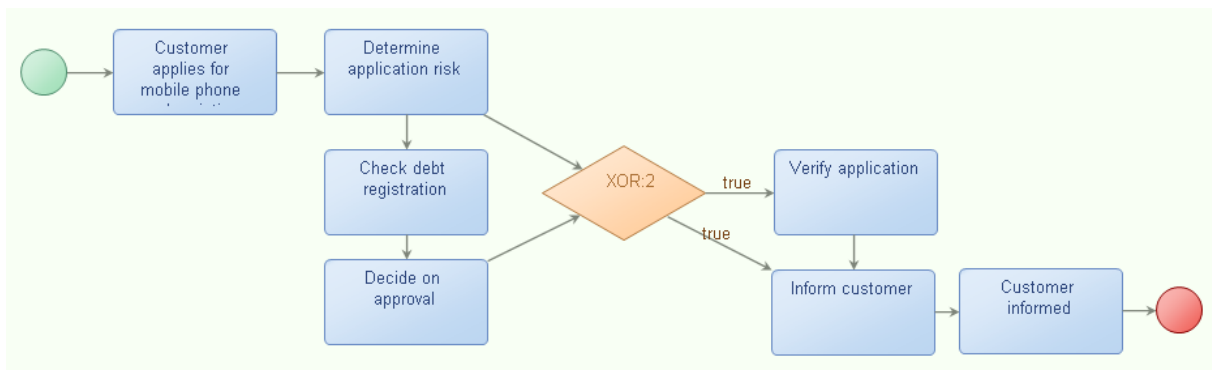 Customer
applies for
mobile phone
Determine
application risk
Check debt
registration
Decide on
approval
XOR:2
true
true
Verify application
Inform customer
Customer
informed